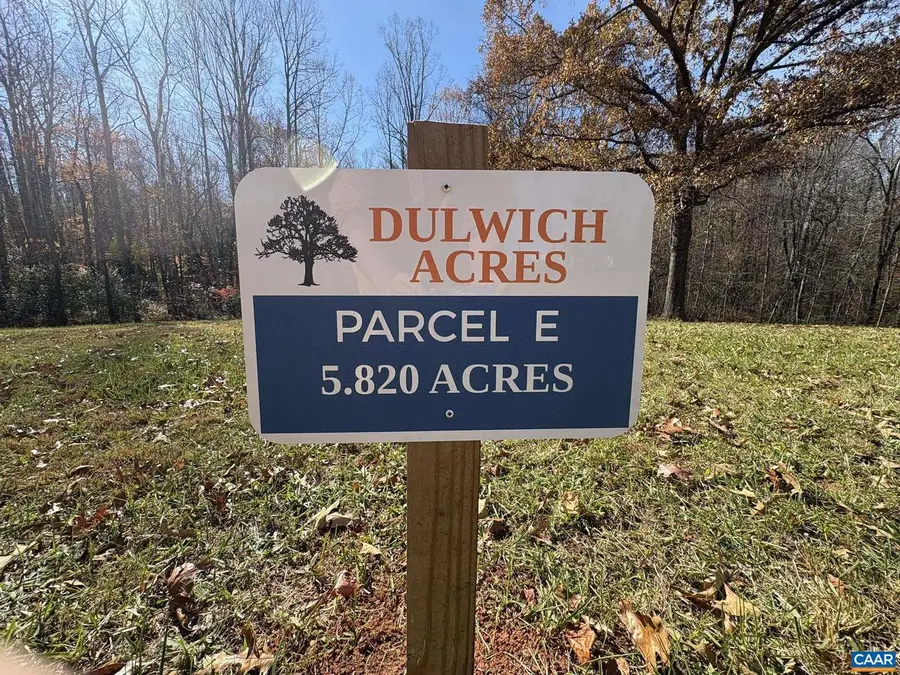 DULWICH
ACRES
PARCEL E
5.820 ACRES
CAAR